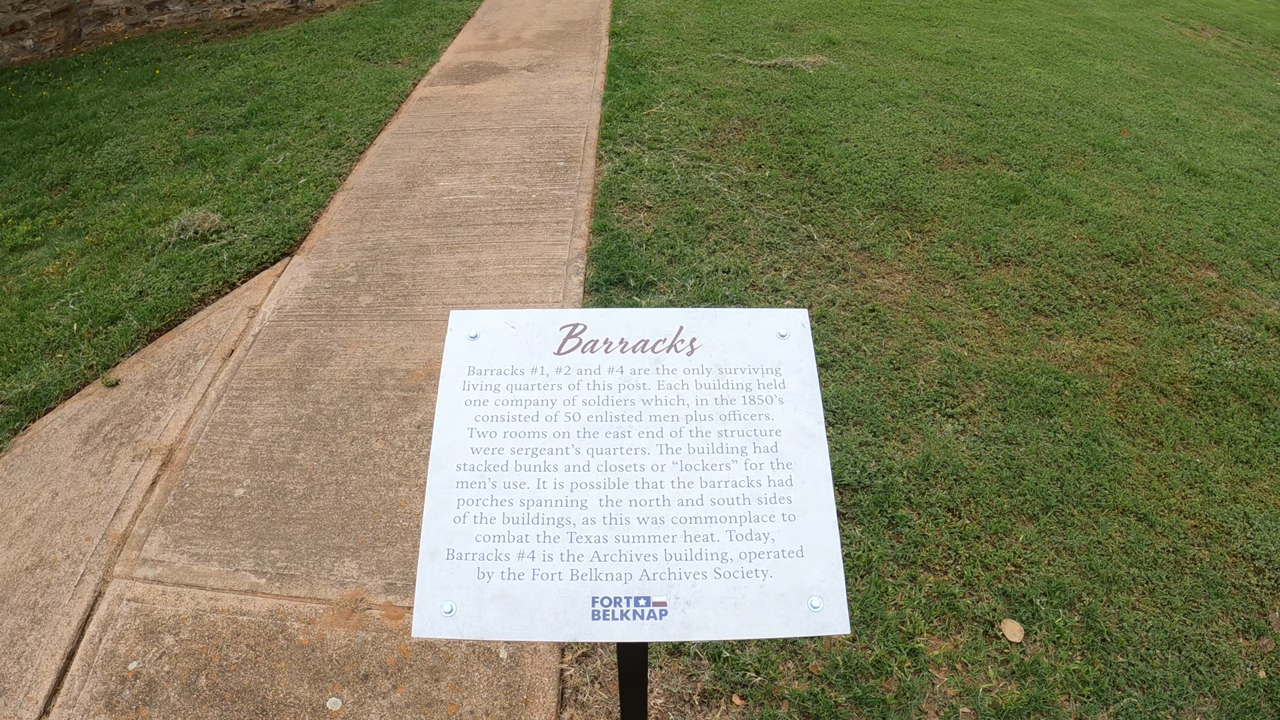 Barracks
Barracks #1, #2 and #4 are the only surviving
living quarters of this post. Each building held
one company of soldiers which, in the 1850's
consisted of 50 enlisted men plus officers.
Two rooms on the east end of the structure
were sergeant's quarters. The building had
stacked bunks and closets or "lockers" for the
men's use. It is possible that the barracks had
porches spanning the north and south sides
of the buildings, as this was commonplace to
combat the Texas summer heat. Today,
Barracks #4 is the Archives building, operated
by the Fort Belknap Archives Society.
FORT
BELKNAP